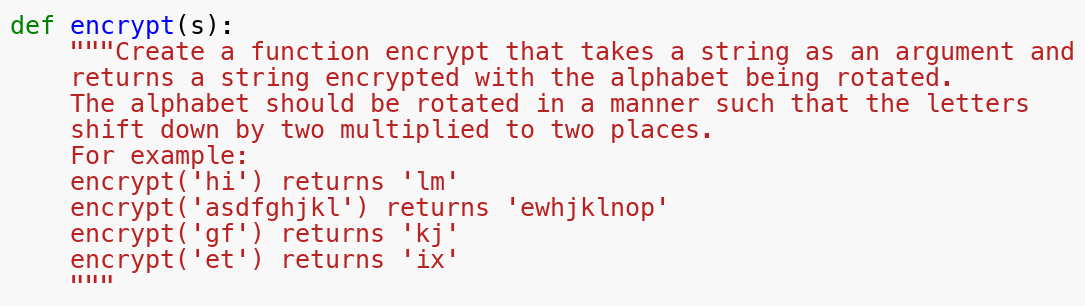 def encrypt(s):
    """Create a function encrypt that takes a string as an argument and
    returns a string encrypted with the alphabet being rotated.
    The alphabet should be rotated in a manner such that the letters
    shift down by two multiplied to two places.
    For example:
    encrypt('hi') returns 'lm'
    encrypt('asdfghjkl') returns 'ewhjklnop'
    encrypt('gf') returns 'kj'
    encrypt('et') returns 'ix'
    """